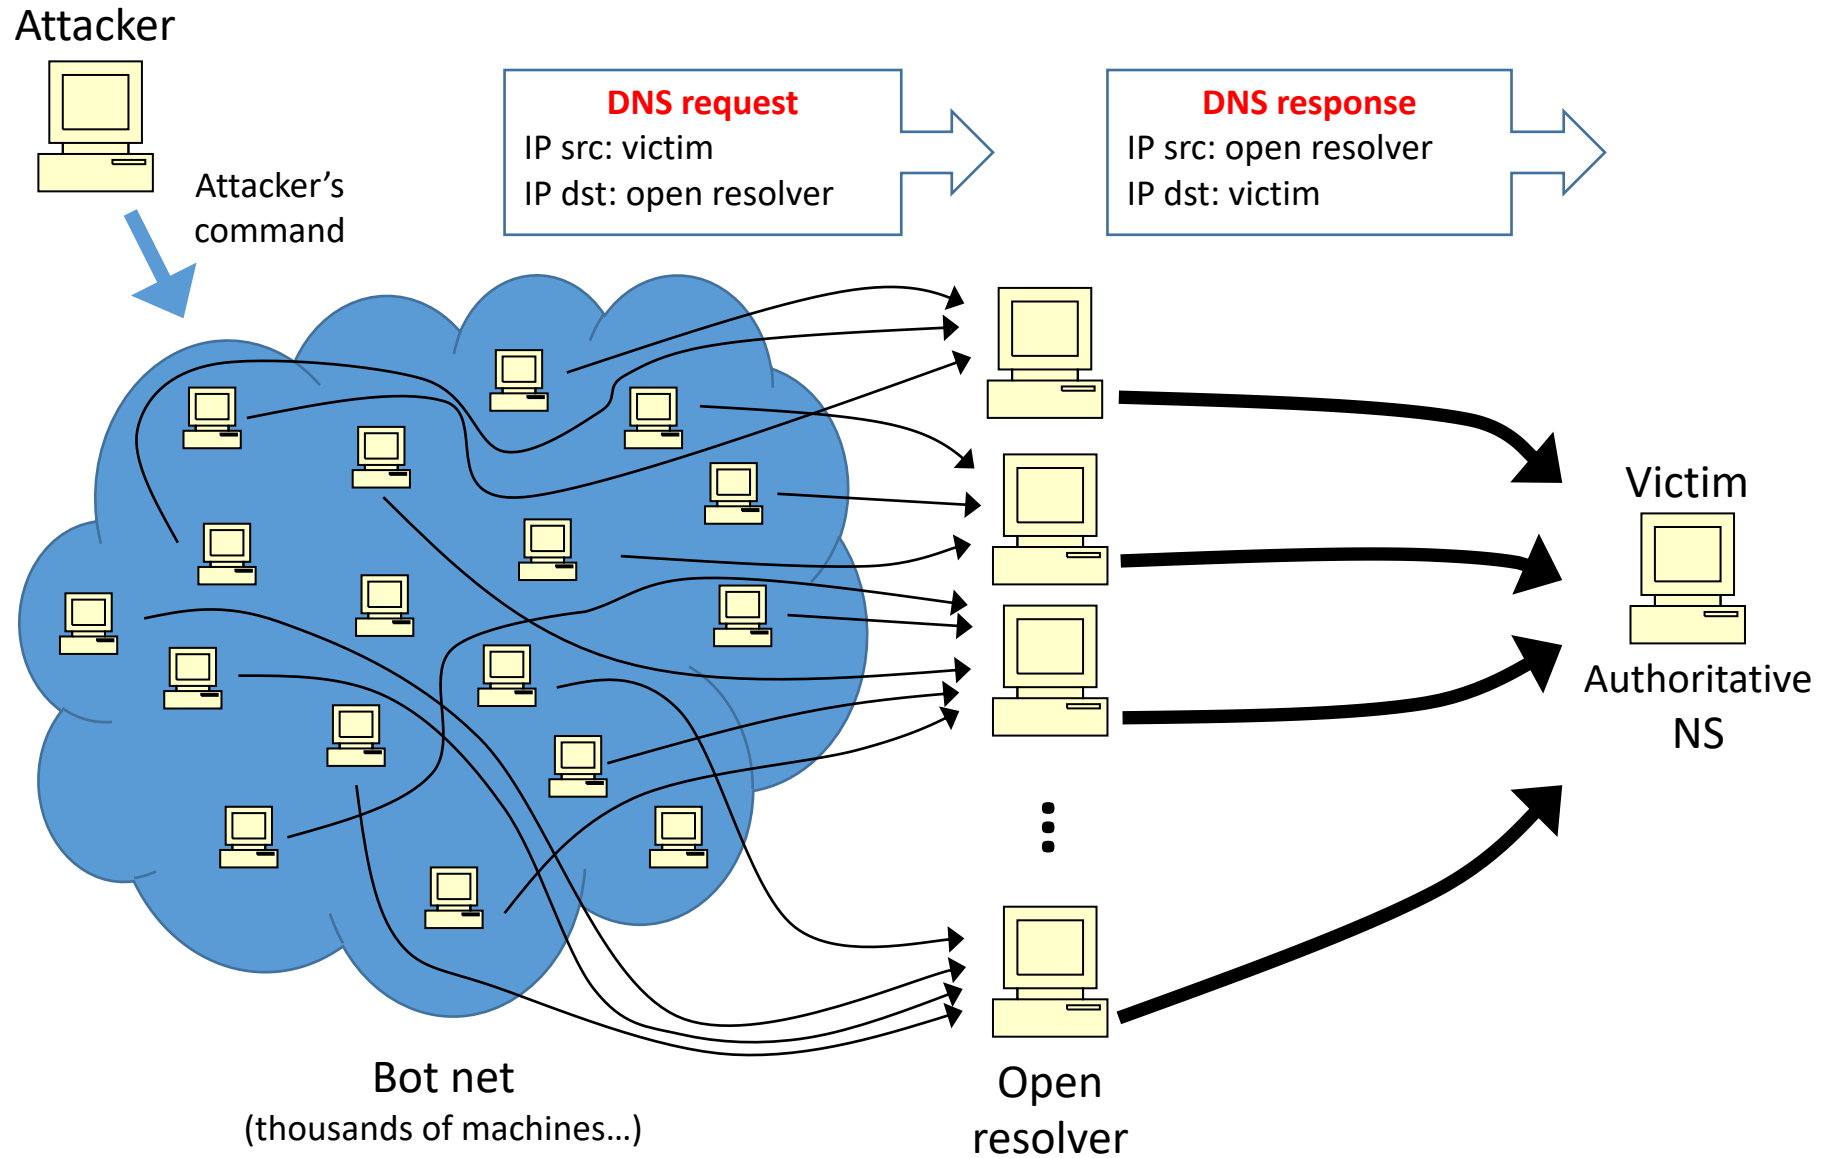 Attacker
Attacker’s
command
DNS request
IP src: victim
IP dst: open resolver
DNS response
IP src: open resolver
IP dst: victim
Victim
Authoritative
NS
Bot net
(thousands of machines…)
Open
resolver